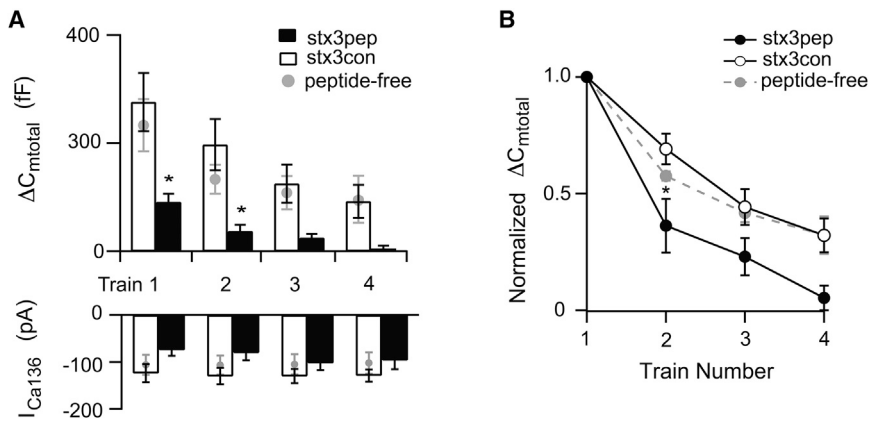 A
400
300
0
ΔCmtotal (fF)
stx3pep
stx3con
peptide-free
*
*
Train 1
2
3
4
0
-100
-200
ICa136 (pA)
B
stx3pep
stx3con
peptide-free
1.0
0.5
0
Normalized ΔCmtotal
*
1
2
3
4
Train Number